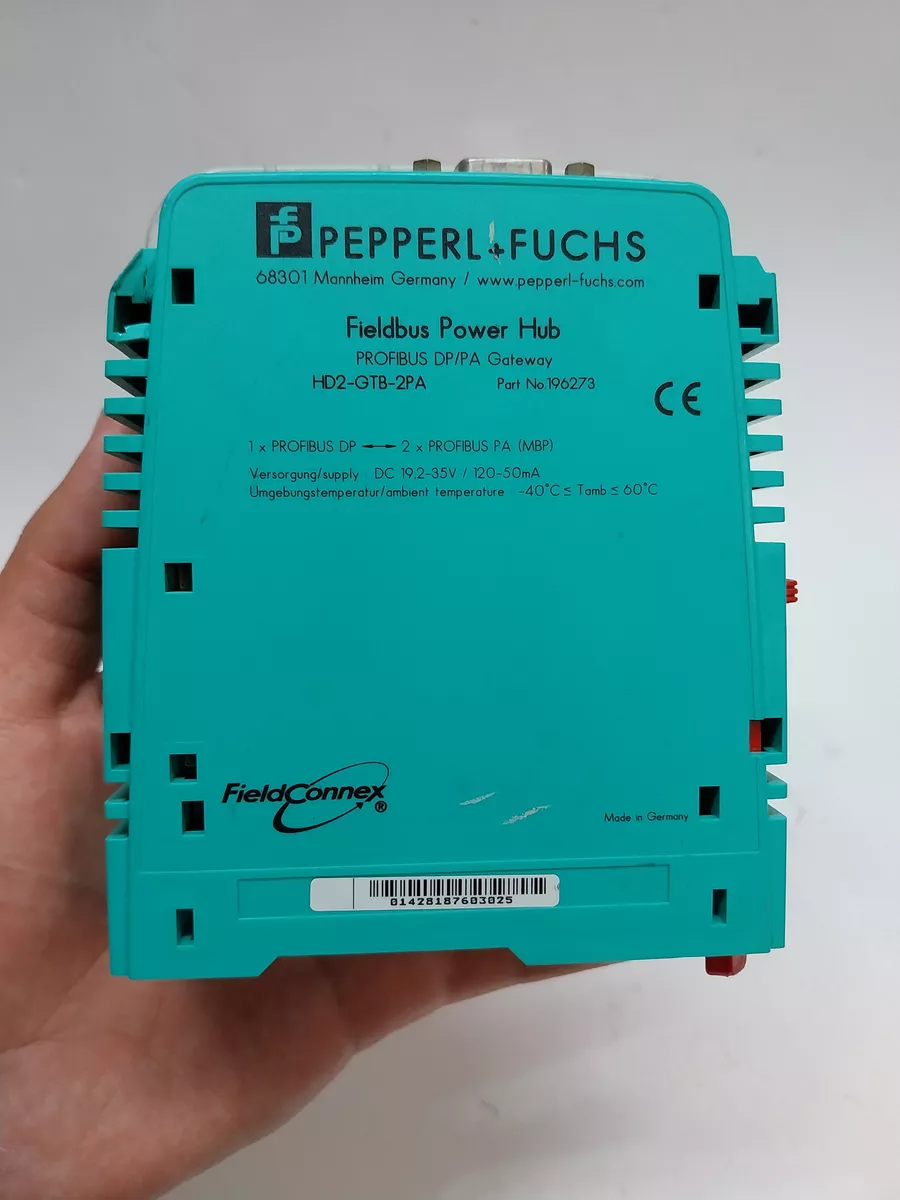 PEPPERL+FUCHS
68301 Mannheim Germany / www.pepperl-fuchs.com
Fieldbus Power Hub
PROFIBUS DP/PA Gateway
HD2-GTB-2PA Part No.196273
CE
1 x PROFIBUS DP ⟷ 2 x PROFIBUS PA (MBP)
Versorgung/supply DC 19,2-35V / 120-50mA
Umgebungstemperatur/ambient temperature -40°C ≤ Tamb ≤ 60°C
FieldConnex®
Made in Germany
01428187603025